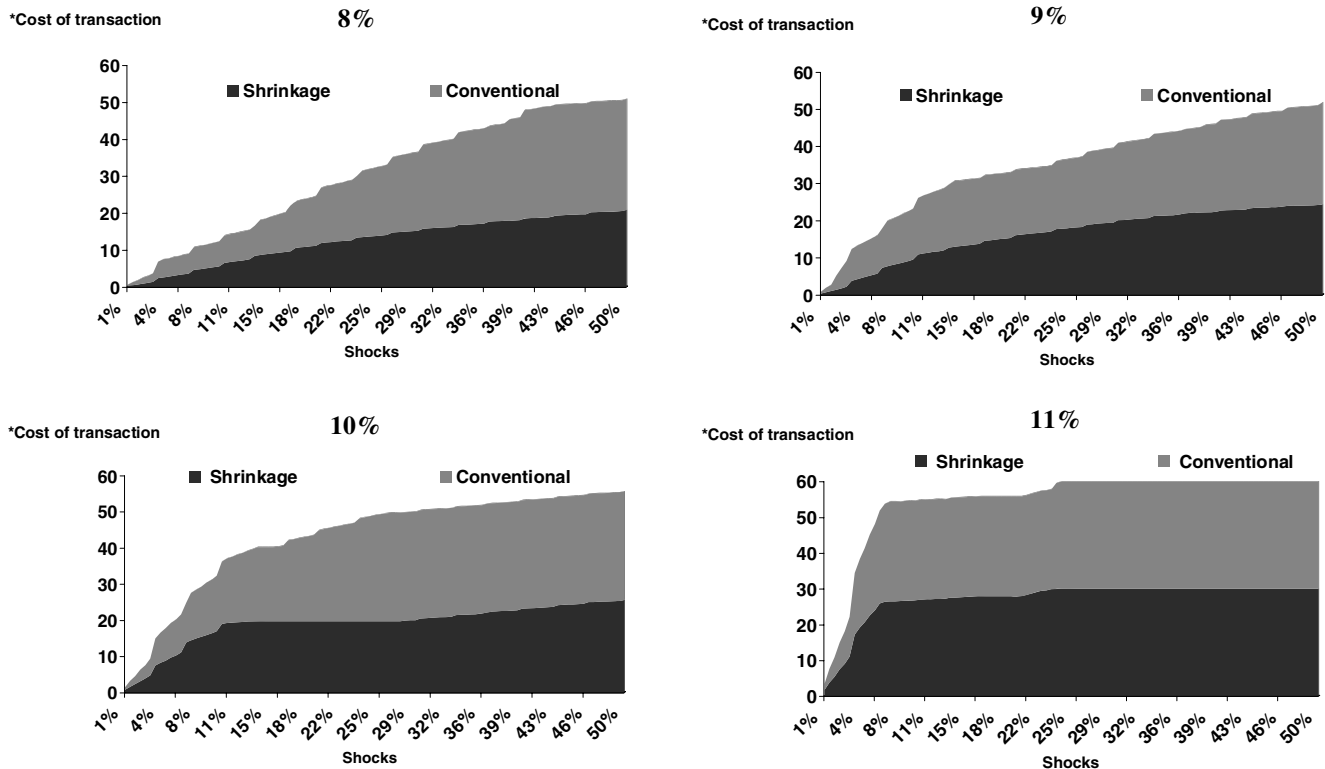 *Cost of transaction
8%
Shrinkage
Conventional
60
50
40
30
20
10
0
1% 4% 8% 11% 15% 18% 22% 25% 29% 32% 36% 39% 43% 46% 50%
Shocks
*Cost of transaction
9%
Shrinkage
Conventional
60
50
40
30
20
10
0
1% 4% 8% 11% 15% 18% 22% 25% 29% 32% 36% 39% 43% 46% 50%
Shocks
*Cost of transaction
10%
Shrinkage
Conventional
60
50
40
30
20
10
0
1% 4% 8% 11% 15% 18% 22% 25% 29% 32% 36% 39% 43% 46% 50%
Shocks
*Cost of transaction
11%
Shrinkage
Conventional
60
50
40
30
20
10
0
1% 4% 8% 11% 15% 18% 22% 25% 29% 32% 36% 39% 43% 46% 50%
Shocks